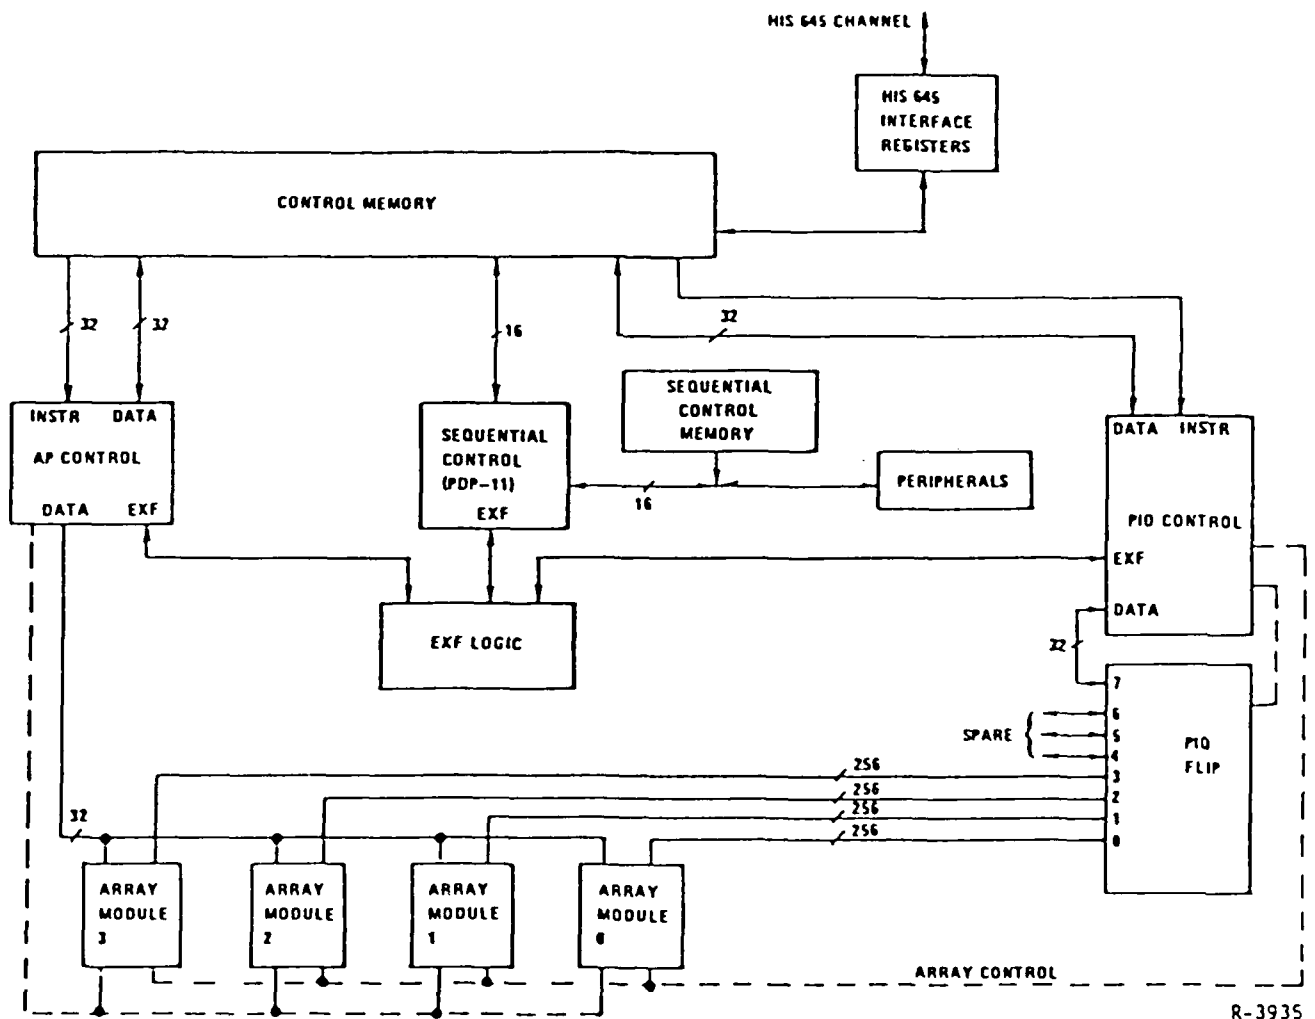 HIS 645 CHANNEL
HIS 645
INTERFACE
REGISTERS
CONTROL MEMORY
32
32
16
32
SEQUENTIAL
CONTROL
MEMORY
INSTR DATA
AP CONTROL
DATA EXF
SEQUENTIAL
CONTROL
(PDP-11)
EXF
16
PERIPHERALS
DATA INSTR
PIO CONTROL
EXF
DATA
EXF LOGIC
32
7
6
SPARE
5
4
3
2
1
0
PIO
FLIP
256
256
256
256
32
ARRAY
MODULE
3
ARRAY
MODULE
2
ARRAY
MODULE
1
ARRAY
MODULE
0
ARRAY CONTROL
R-3935